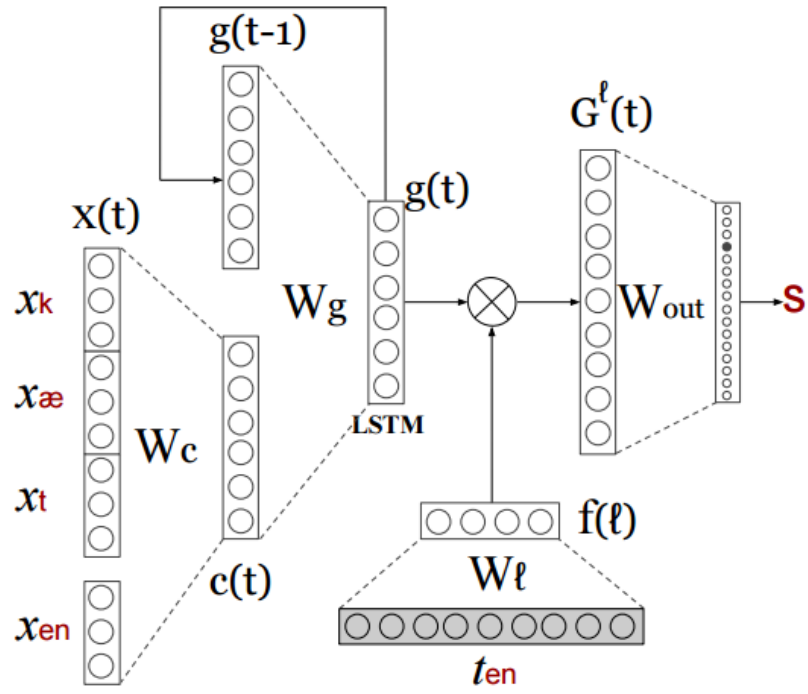 g(t-1)
G^ℓ(t)
x(t)
g(t)
x_k
W_g
W_out
S
x_æ
W_c
LSTM
x_t
f(ℓ)
c(t)
W_ℓ
x_en
t_en